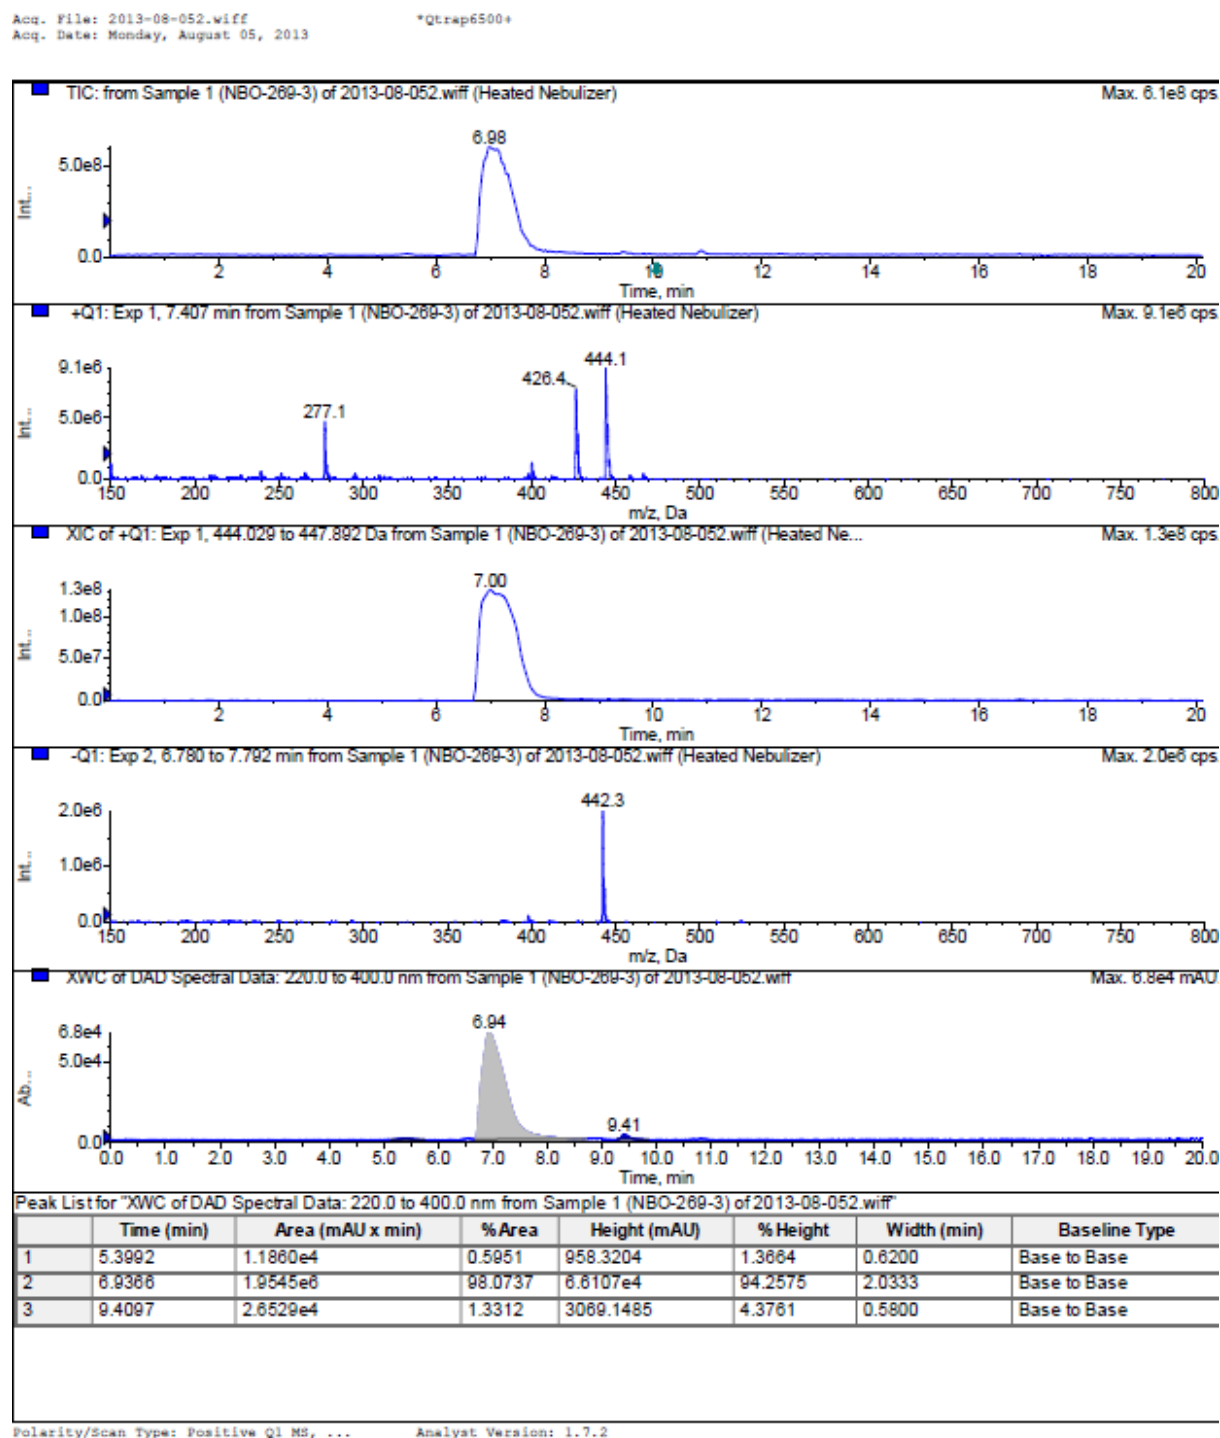 Acq. File: 2013-08-052.wiff *Qtrap6500+
Acq. Date: Monday, August 05, 2013
TIC: from Sample 1 (NBO-269-3) of 2013-08-052.wiff (Heated Nebulizer) Max. 6.1e8 cps.
6.98
5.0e8
Int...
0.0
2 4 6 8 10 12 14 16 18 20
Time, min
+Q1: Exp 1, 7.407 min from Sample 1 (NBO-269-3) of 2013-08-052.wiff (Heated Nebulizer) Max. 9.1e6 cps.
444.1
9.1e6
426.4
5.0e6
277.1
Int...
0.0
150 200 250 300 350 400 450 500 550 600 650 700 750 800
m/z, Da
XIC of +Q1: Exp 1, 444.029 to 447.892 Da from Sample 1 (NBO-269-3) of 2013-08-052.wiff (Heated Ne... Max. 1.3e8 cps.
7.00
1.3e8
1.0e8
Int...
5.0e7
0.0
2 4 6 8 10 12 14 16 18 20
Time, min
-Q1: Exp 2, 6.780 to 7.792 min from Sample 1 (NBO-269-3) of 2013-08-052.wiff (Heated Nebulizer) Max. 2.0e6 cps.
442.3
2.0e6
1.0e6
Int...
0.0
150 200 250 300 350 400 450 500 550 600 650 700 750 800
m/z, Da
XWC of DAD Spectral Data: 220.0 to 400.0 nm from Sample 1 (NBO-269-3) of 2013-08-052.wiff Max. 6.8e4 mAU.
6.94
6.8e4
5.0e4
Ab...
9.41
0.0
0.0 1.0 2.0 3.0 4.0 5.0 6.0 7.0 8.0 9.0 10.0 11.0 12.0 13.0 14.0 15.0 16.0 17.0 18.0 19.0 20.0
Time, min
Peak List for "XWC of DAD Spectral Data: 220.0 to 400.0 nm from Sample 1 (NBO-269-3) of 2013-08-052.wiff"
Time (min) Area (mAU x min) %Area Height (mAU) %Height Width (min) Baseline Type
1 5.3992 1.1860e4 0.5951 958.3204 1.3664 0.6200 Base to Base
2 6.9366 1.9545e6 98.0737 6.6107e4 94.2575 2.0333 Base to Base
3 9.4097 2.6529e4 1.3312 3069.1485 4.3761 0.5800 Base to Base
Polarity/Scan Type: Positive Q1 MS, ... Analyst Version: 1.7.2